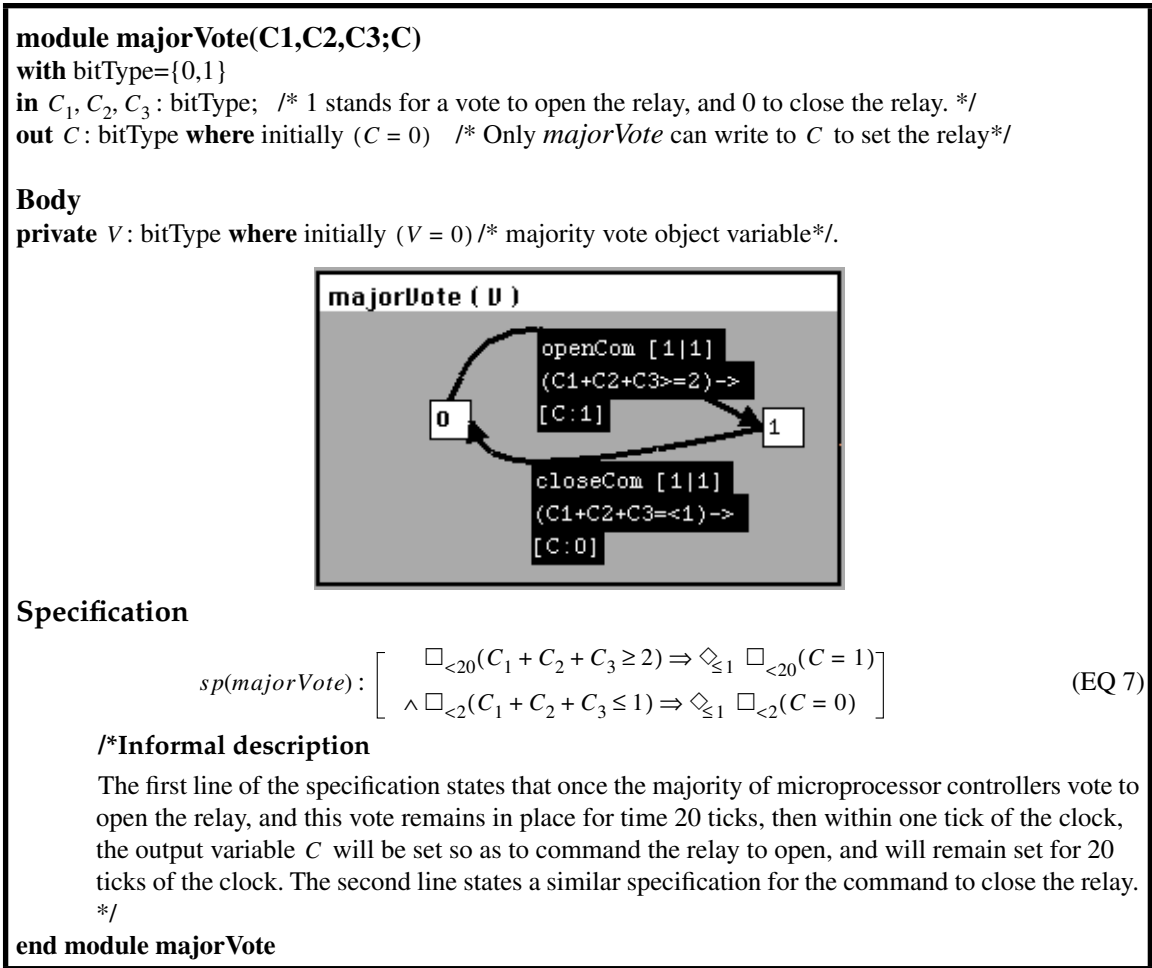 module majorVote(C1,C2,C3;C)
with bitType={0,1}
in C₁, C₂, C₃ : bitType; /* 1 stands for a vote to open the relay, and 0 to close the relay. */
out C : bitType where initially (C = 0) /* Only majorVote can write to C to set the relay*/
Body
private V : bitType where initially (V = 0) /* majority vote object variable*/.
majorVote ( V )
openCom [1|1]
(C1+C2+C3>=2)->
[C:1]
0
1
closeCom [1|1]
(C1+C2+C3=<1)->
[C:0]
Specification
sp(majorVote) : [ □<20(C₁ + C₂ + C₃ ≥ 2) ⇒ ◇≤1 □<20(C = 1)
∧ □<2(C₁ + C₂ + C₃ ≤ 1) ⇒ ◇≤1 □<2(C = 0) ] (EQ 7)
/*Informal description
The first line of the specification states that once the majority of microprocessor controllers vote to
open the relay, and this vote remains in place for time 20 ticks, then within one tick of the clock,
the output variable C will be set so as to command the relay to open, and will remain set for 20
ticks of the clock. The second line states a similar specification for the command to close the relay.
*/
end module majorVote